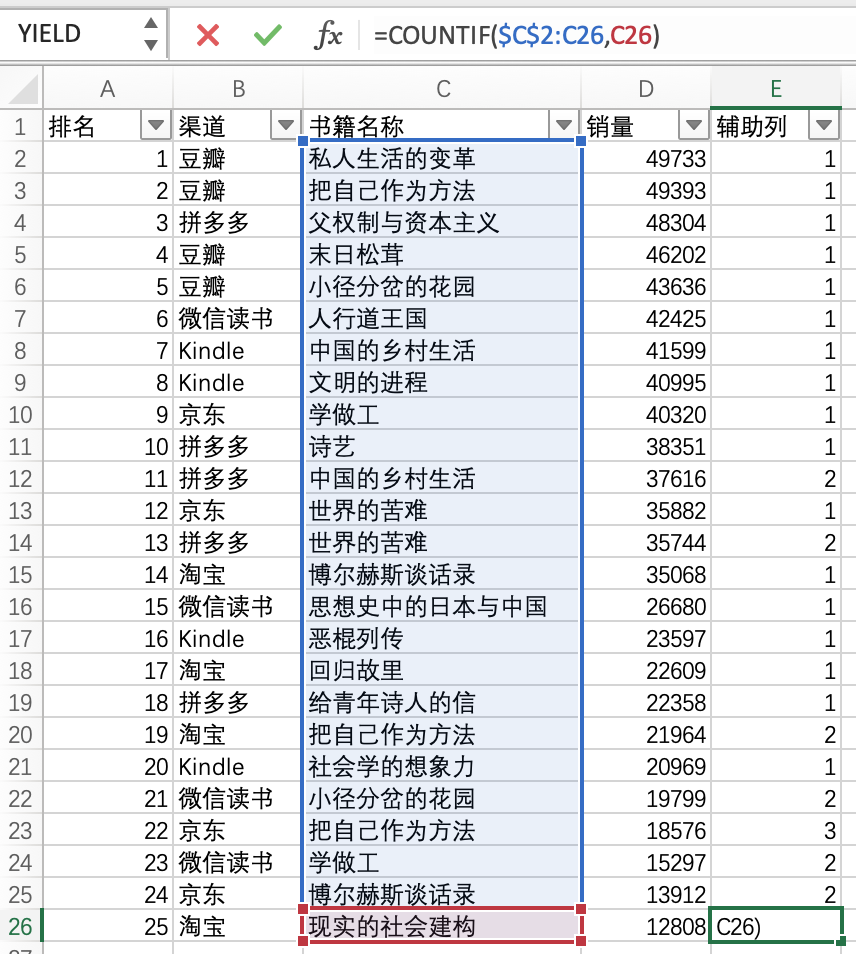 YIELD fx =COUNTIF($C$2:C26,C26)
A B C D E
1 排名 渠道 书籍名称 销量 辅助列
2 1 豆瓣 私人生活的变革 49733 1
3 2 豆瓣 把自己作为方法 49393 1
4 3 拼多多 父权制与资本主义 48304 1
5 4 豆瓣 末日松茸 46202 1
6 5 豆瓣 小径分岔的花园 43636 1
7 6 微信读书 人行道王国 42425 1
8 7 Kindle 中国的乡村生活 41599 1
9 8 Kindle 文明的进程 40995 1
10 9 京东 学做工 40320 1
11 10 拼多多 诗艺 38351 1
12 11 拼多多 中国的乡村生活 37616 2
13 12 京东 世界的苦难 35882 1
14 13 拼多多 世界的苦难 35744 2
15 14 淘宝 博尔赫斯谈话录 35068 1
16 15 微信读书 思想史中的日本与中国 26680 1
17 16 Kindle 恶棍列传 23597 1
18 17 淘宝 回归故里 22609 1
19 18 拼多多 给青年诗人的信 22358 1
20 19 淘宝 把自己作为方法 21964 2
21 20 Kindle 社会学的想象力 20969 1
22 21 微信读书 小径分岔的花园 19799 2
23 22 京东 把自己作为方法 18576 3
24 23 微信读书 学做工 15297 2
25 24 京东 博尔赫斯谈话录 13912 2
26 25 淘宝 现实的社会建构 12808 C26)